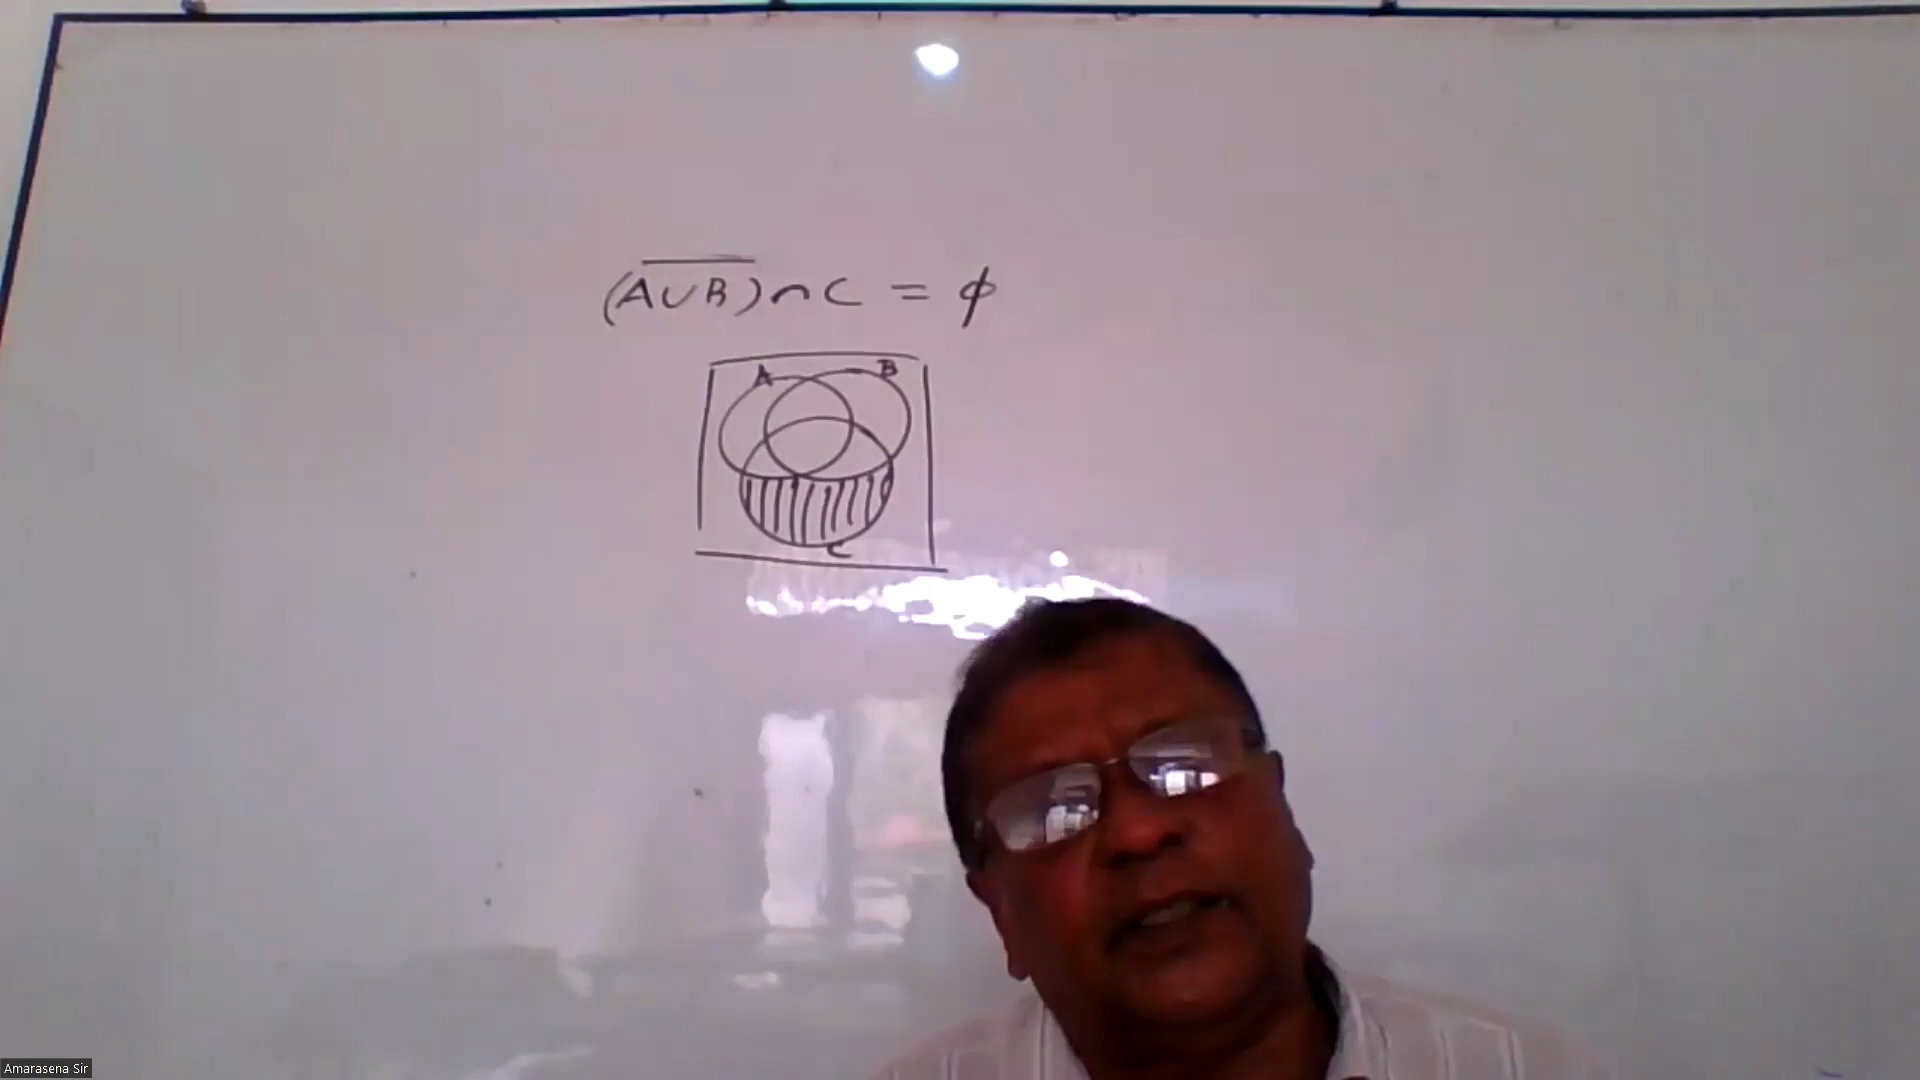 (A∪B)‾∩C = ϕ
A B
C
Amarasena Sir